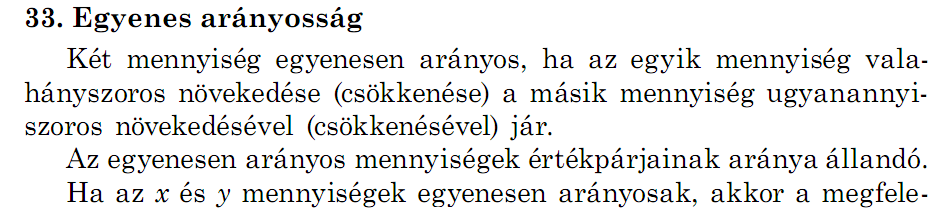 33. Egyenes arányosság
Két mennyiség egyenesen arányos, ha az egyik mennyiség vala-
hányszoros növekedése (csökkenése) a másik mennyiség ugyanannyi-
szoros növekedésével (csökkenésével) jár.
Az egyenesen arányos mennyiségek értékpárjainak aránya állandó.
Ha az x és y mennyiségek egyenesen arányosak, akkor a megfele-